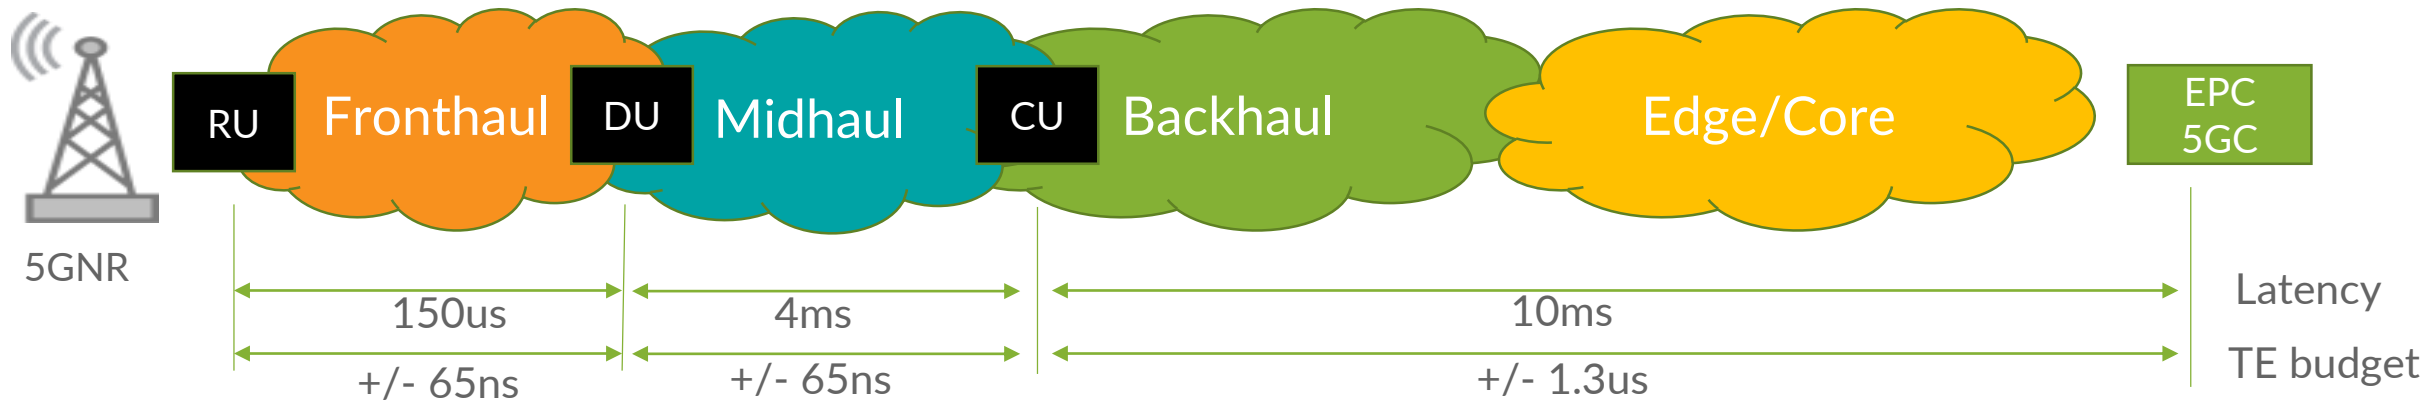 RU
Fronthaul
DU
Midhaul
CU
Backhaul
Edge/Core
EPC
5GC
5GNR
150us
4ms
10ms
Latency
+/- 65ns
+/- 65ns
+/- 1.3us
TE budget